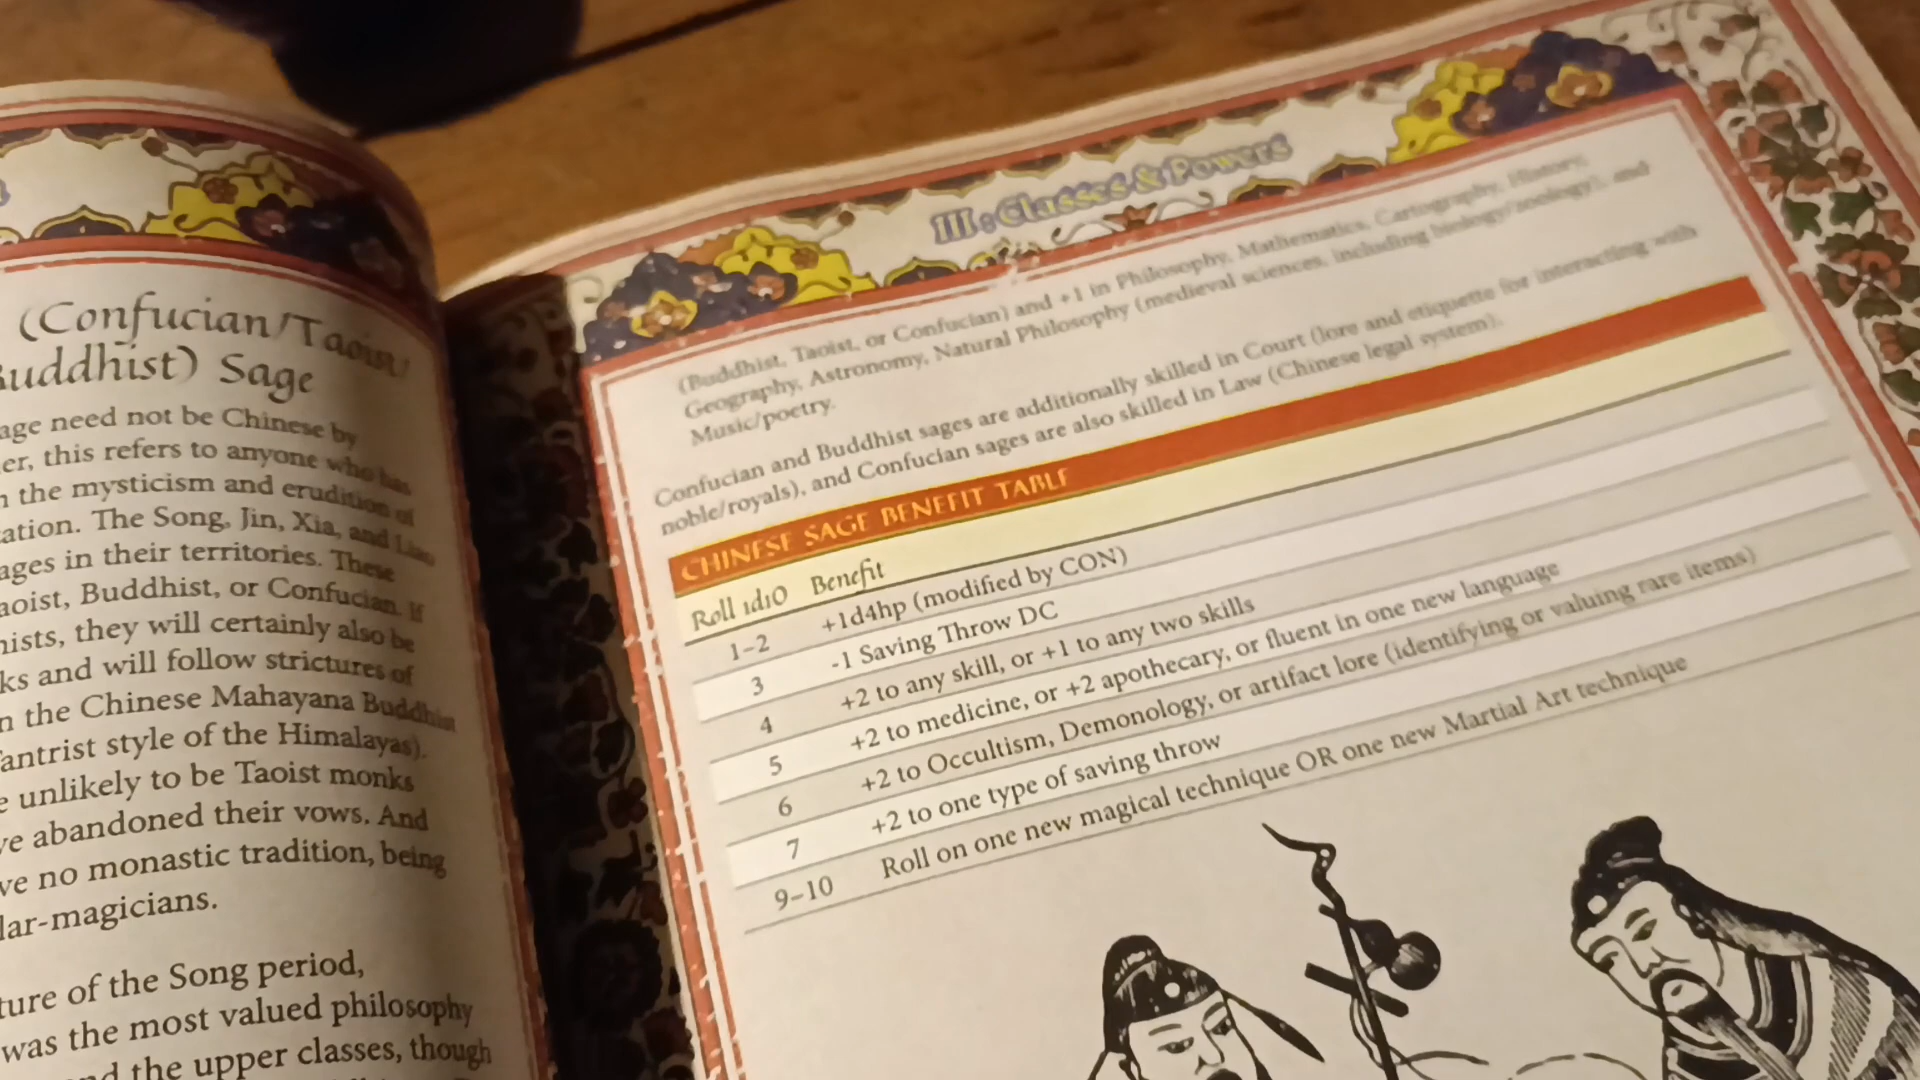 (Confucian/Taoist/
Buddhist) Sage
age need not be Chinese by
er, this refers to anyone who has
n the mysticism and erudition of
ation. The Song, Jin, Xia, and Liao
ages in their territories. These
aoist, Buddhist, or Confucian. If
hists, they will certainly also be
ks and will follow strictures of
n the Chinese Mahayana Buddhist
antrist style of the Himalayas).
e unlikely to be Taoist monks
ve abandoned their vows. And
ve no monastic tradition, being
lar-magicians.
ture of the Song period,
was the most valued philosophy
nd the upper classes, though
III: Classes & Powers
(Buddhist, Taoist, or Confucian) and +1 in Philosophy, Mathematics, Cartography, History,
Geography, Astronomy, Natural Philosophy (medieval sciences, including biology/zoology), and
Music/poetry.
Confucian and Buddhist sages are additionally skilled in Court (lore and etiquette for interacting with
noble/royals), and Confucian sages are also skilled in Law (Chinese legal system).
CHINESE SAGE BENEFIT TABLE
Roll 1d10 Benefit
1-2 +1d4hp (modified by CON)
3 -1 Saving Throw DC
4 +2 to any skill, or +1 to any two skills
5 +2 to medicine, or +2 apothecary, or fluent in one new language
6 +2 to Occultism, Demonology, or artifact lore (identifying or valuing rare items)
7 +2 to one type of saving throw
9-10 Roll on one new magical technique OR one new Martial Art technique